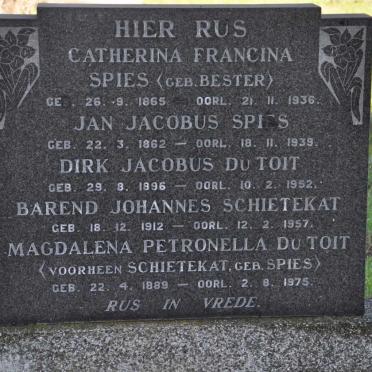 HIER RUS
CATHERINA FRANCINA
SPIES (GEB. BESTER)
GEB. 26. 9. 1865 — OORL. 21. 11. 1936.
JAN JACOBUS SPIES
GEB. 22. 3. 1862 — OORL. 18. 11. 1939.
DIRK JACOBUS DU TOIT
GEB. 29. 8. 1896 — OORL. 10. 2. 1952.
BAREND JOHANNES SCHIETEKAT
GEB. 18. 12. 1912 — OORL. 12. 2. 1957.
MAGDALENA PETRONELLA DU TOIT
(VOORHEEN SCHIETEKAT, GEB. SPIES)
GEB. 22. 4. 1889 — OORL. 2. 8. 1975.
RUS IN VREDE.